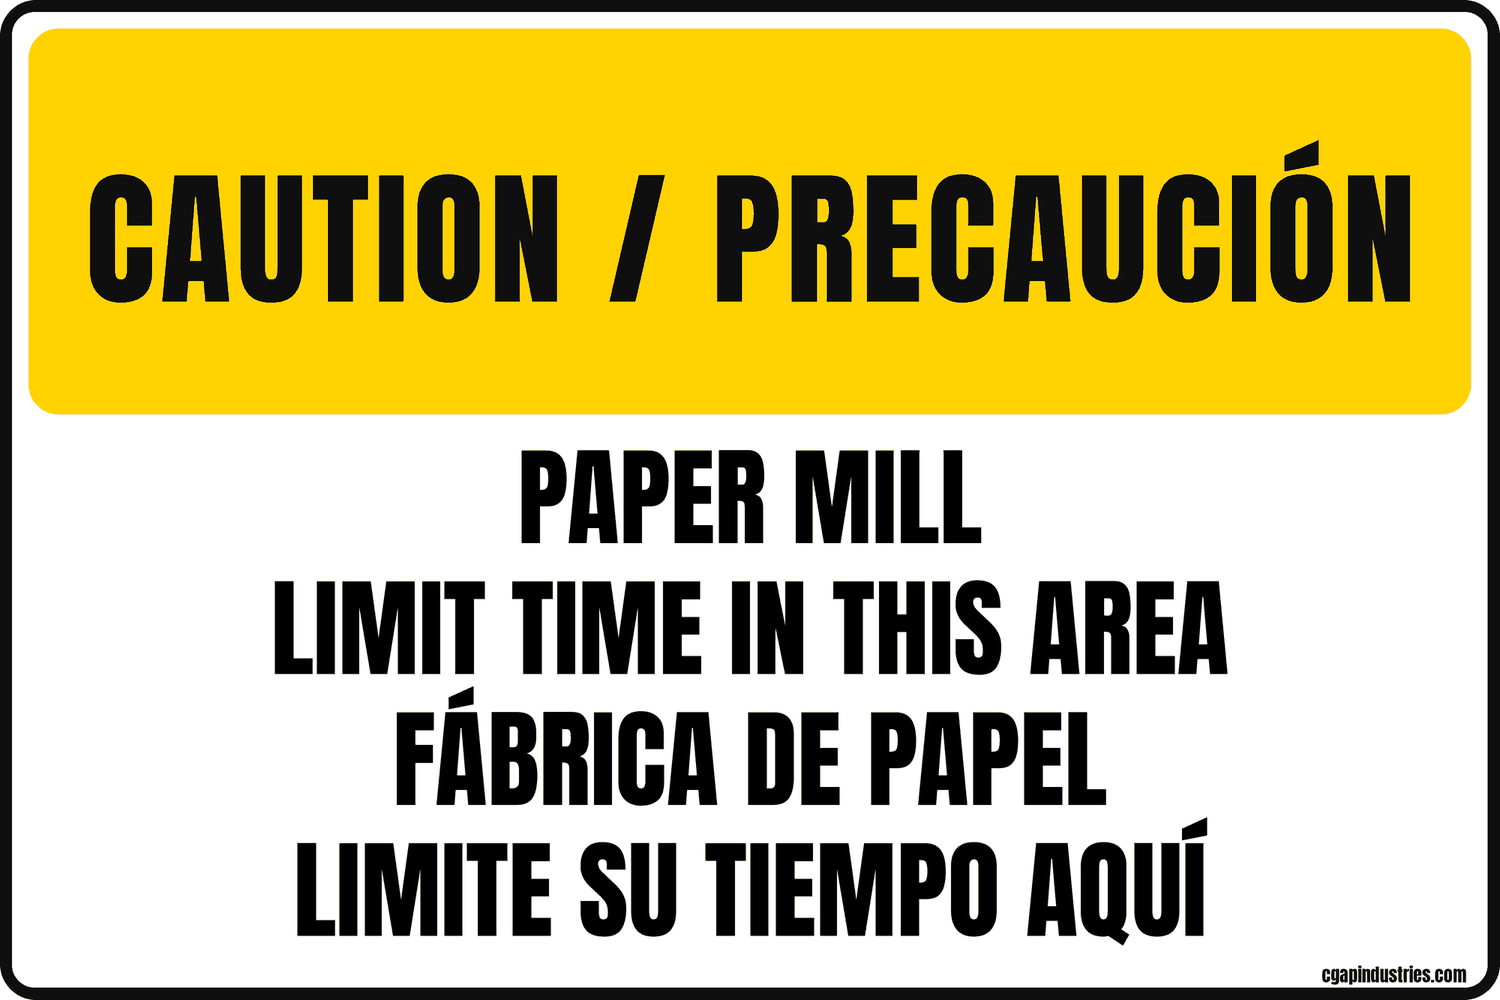 CAUTION / PRECAUCIÓN
PAPER MILL
LIMIT TIME IN THIS AREA
FÁBRICA DE PAPEL
LIMITE SU TIEMPO AQUÍ
cgapindustries.com